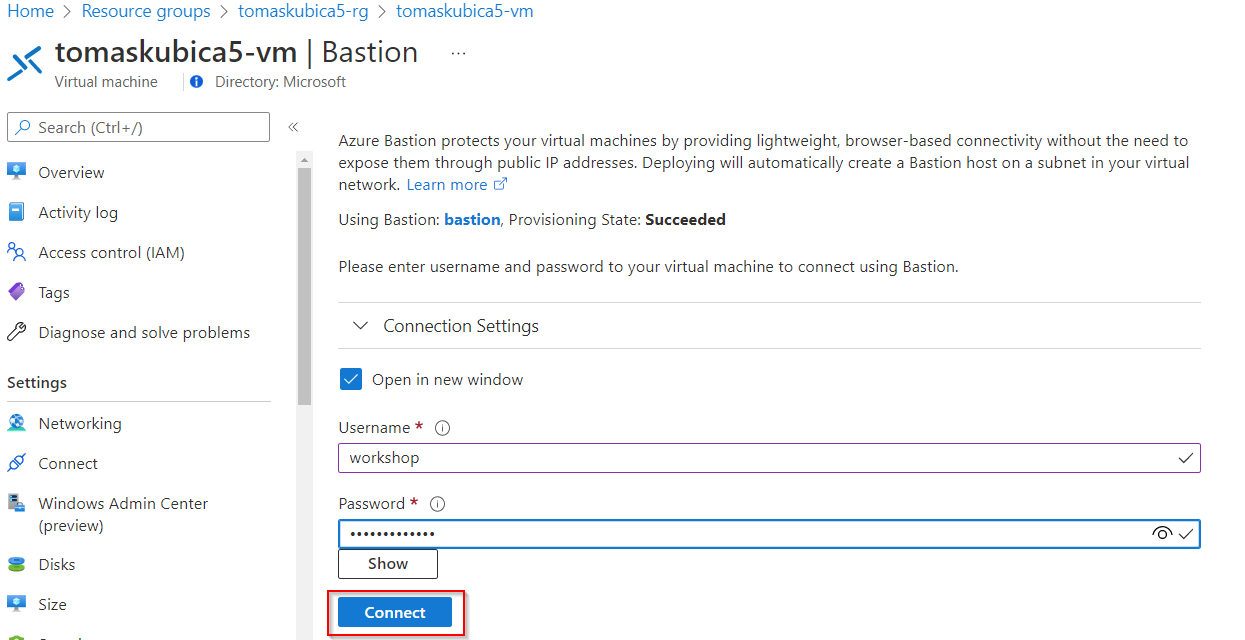 Home > Resource groups > tomaskubica5-rg > tomaskubica5-vm
tomaskubica5-vm | Bastion ...
Virtual machine Directory: Microsoft
Search (Ctrl+/)
Overview
Activity log
Access control (IAM)
Tags
Diagnose and solve problems
Settings
Networking
Connect
Windows Admin Center
(preview)
Disks
Size
Azure Bastion protects your virtual machines by providing lightweight, browser-based connectivity without the need to
expose them through public IP addresses. Deploying will automatically create a Bastion host on a subnet in your virtual
network. Learn more
Using Bastion: bastion, Provisioning State: Succeeded
Please enter username and password to your virtual machine to connect using Bastion.
Connection Settings
Open in new window
Username *
workshop
Password *
•••••••••••••
Show
Connect